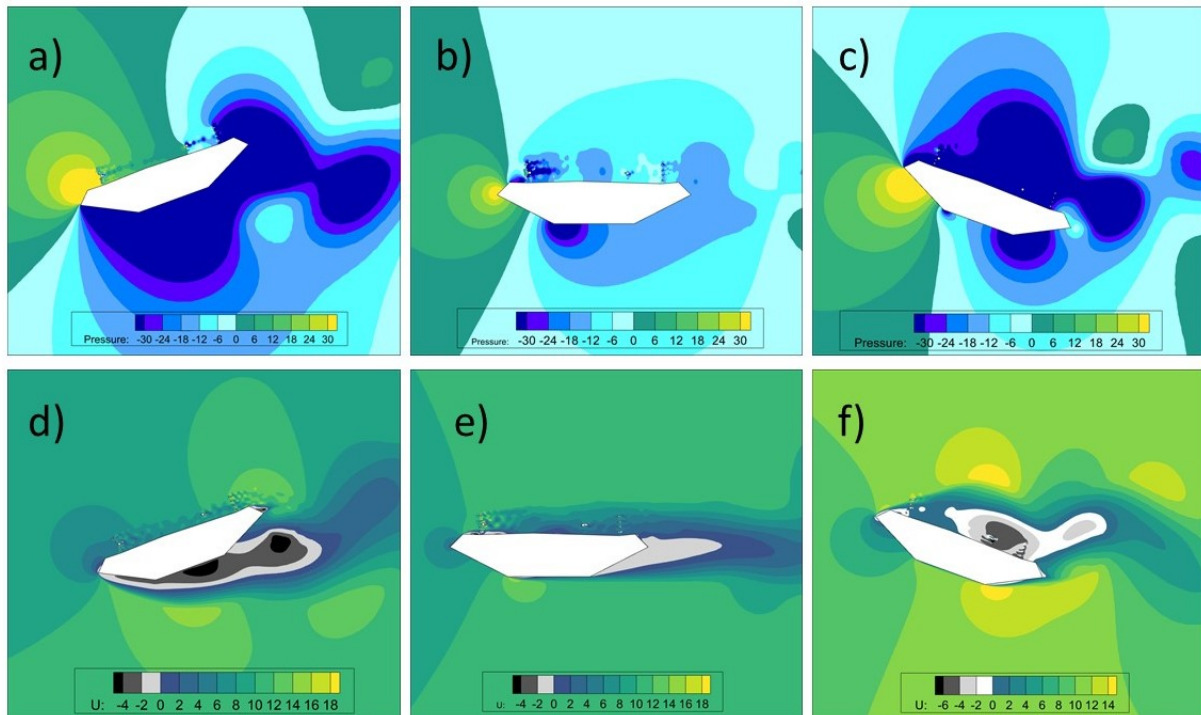 a)
b)
c)
Pressure: -30 -24 -18 -12 -6 0 6 12 18 24 30
Pressure: -30 -24 -18 -12 -6 0 6 12 18 24 30
Pressure: -30 -24 -18 -12 -6 0 6 12 18 24 30
d)
e)
f)
U: -4 -2 0 2 4 6 8 10 12 14 16 18
U: -4 -2 0 2 4 6 8 10 12 14 16 18
U: -6 -4 -2 0 2 4 6 8 10 12 14